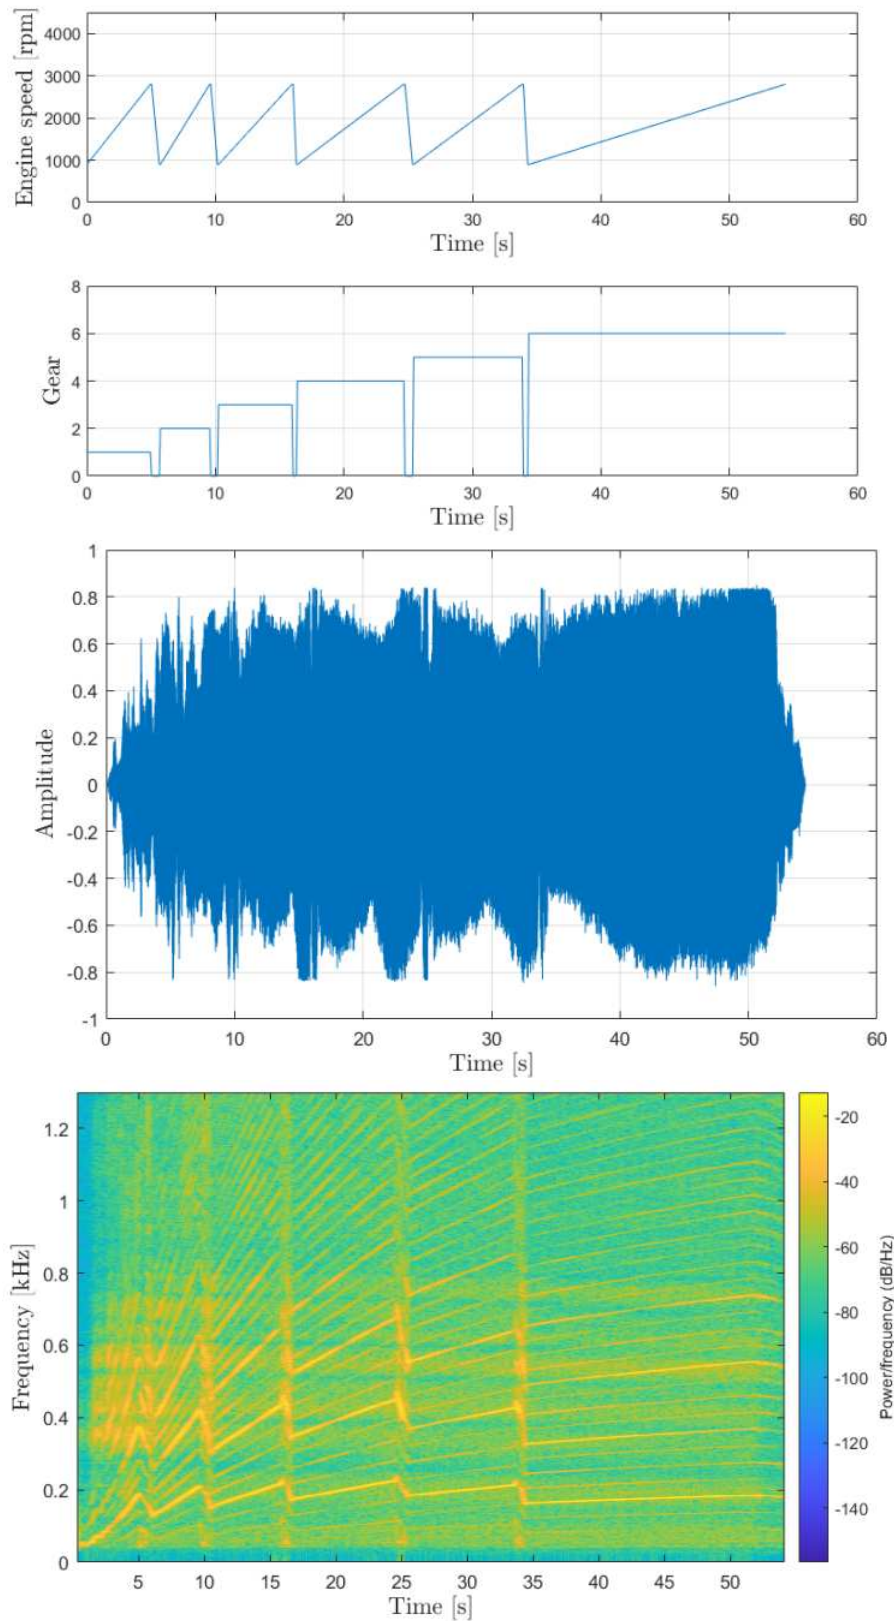 Engine speed [rpm]
4000
3000
2000
1000
0
0 10 20 30 40 50 60
Time [s]
Gear
8
6
4
2
0
0 10 20 30 40 50 60
Time [s]
Amplitude
1
0.8
0.6
0.4
0.2
0
-0.2
-0.4
-0.6
-0.8
-1
0 10 20 30 40 50 60
Time [s]
Frequency [kHz]
1.2
1
0.8
0.6
0.4
0.2
0
5 10 15 20 25 30 35 40 45 50
Time [s]
-20
-40
-60
-80
-100
-120
-140
Power/frequency (dB/Hz)